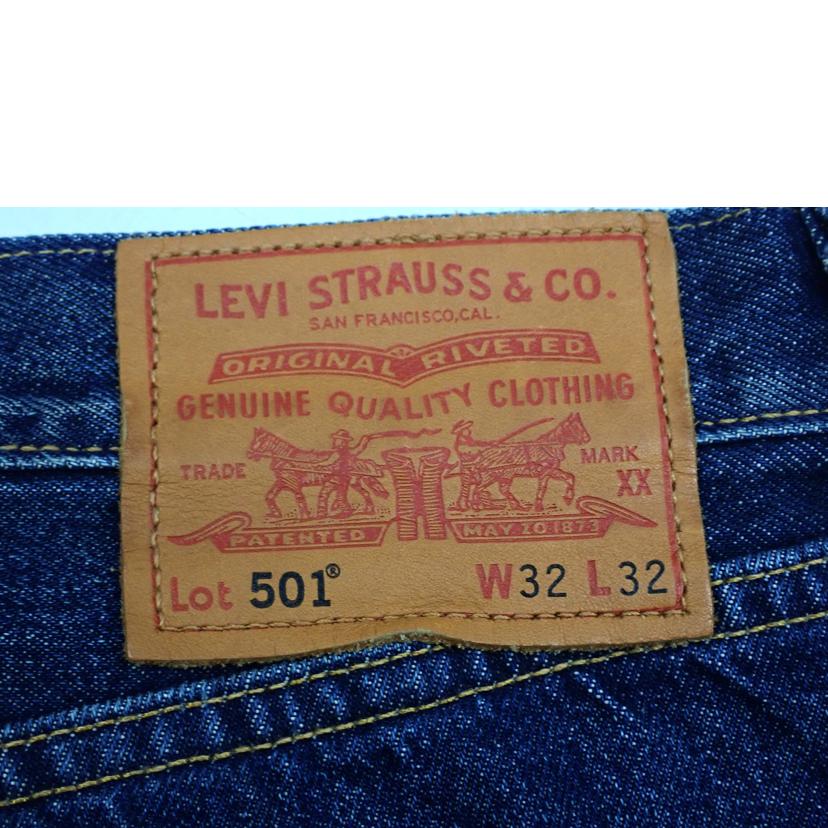 LEVI STRAUSS & CO.
SAN FRANCISCO, CAL.
ORIGINAL RIVETED
GENUINE QUALITY CLOTHING
TRADE MARK
XX
PATENTED MAY 20 1873
Lot 501® W32 L32